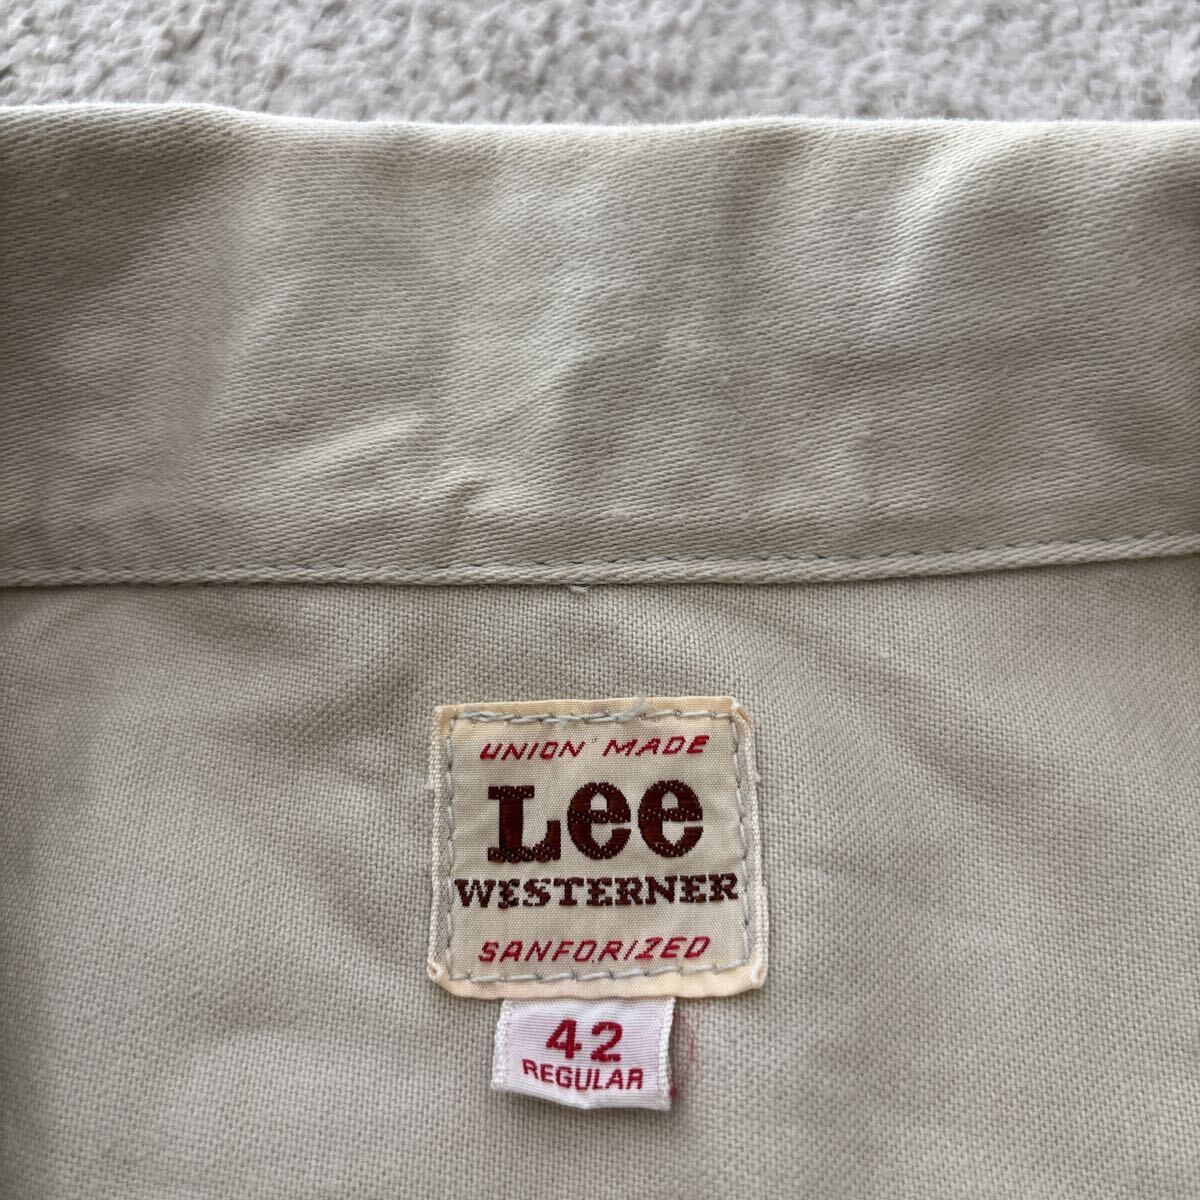 UNION MADE
Lee
WESTERNER
SANFORIZED
42
REGULAR